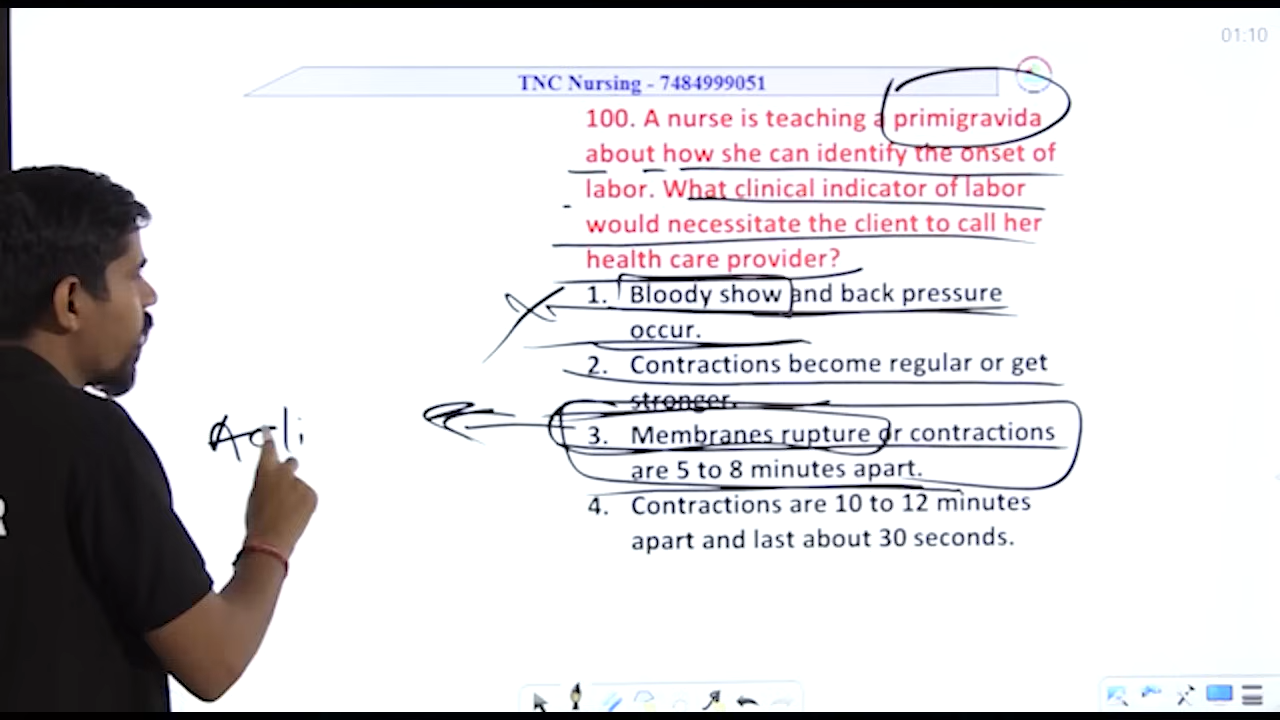 01:10
TNC Nursing - 7484999051
100. A nurse is teaching a primigravida
about how she can identify the onset of
labor. What clinical indicator of labor
would necessitate the client to call her
health care provider?
1. Bloody show and back pressure
occur.
2. Contractions become regular or get
stronger.
3. Membranes rupture or contractions
are 5 to 8 minutes apart.
4. Contractions are 10 to 12 minutes
apart and last about 30 seconds.